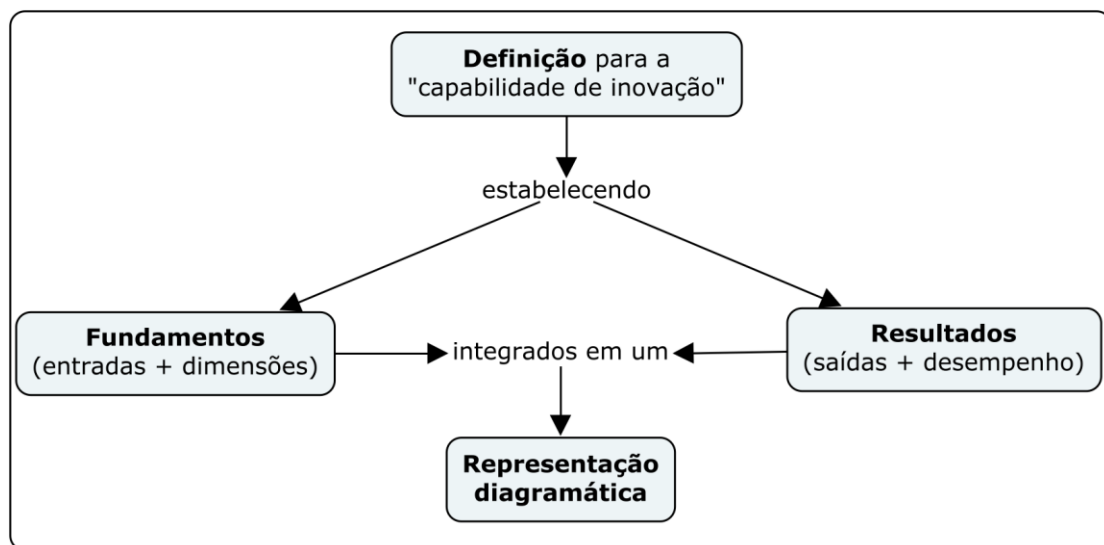 Definição para a
"capabilidade de inovação"
estabelecendo
Fundamentos
(entradas + dimensões)
integrados em um
Resultados
(saídas + desempenho)
Representação
diagramática